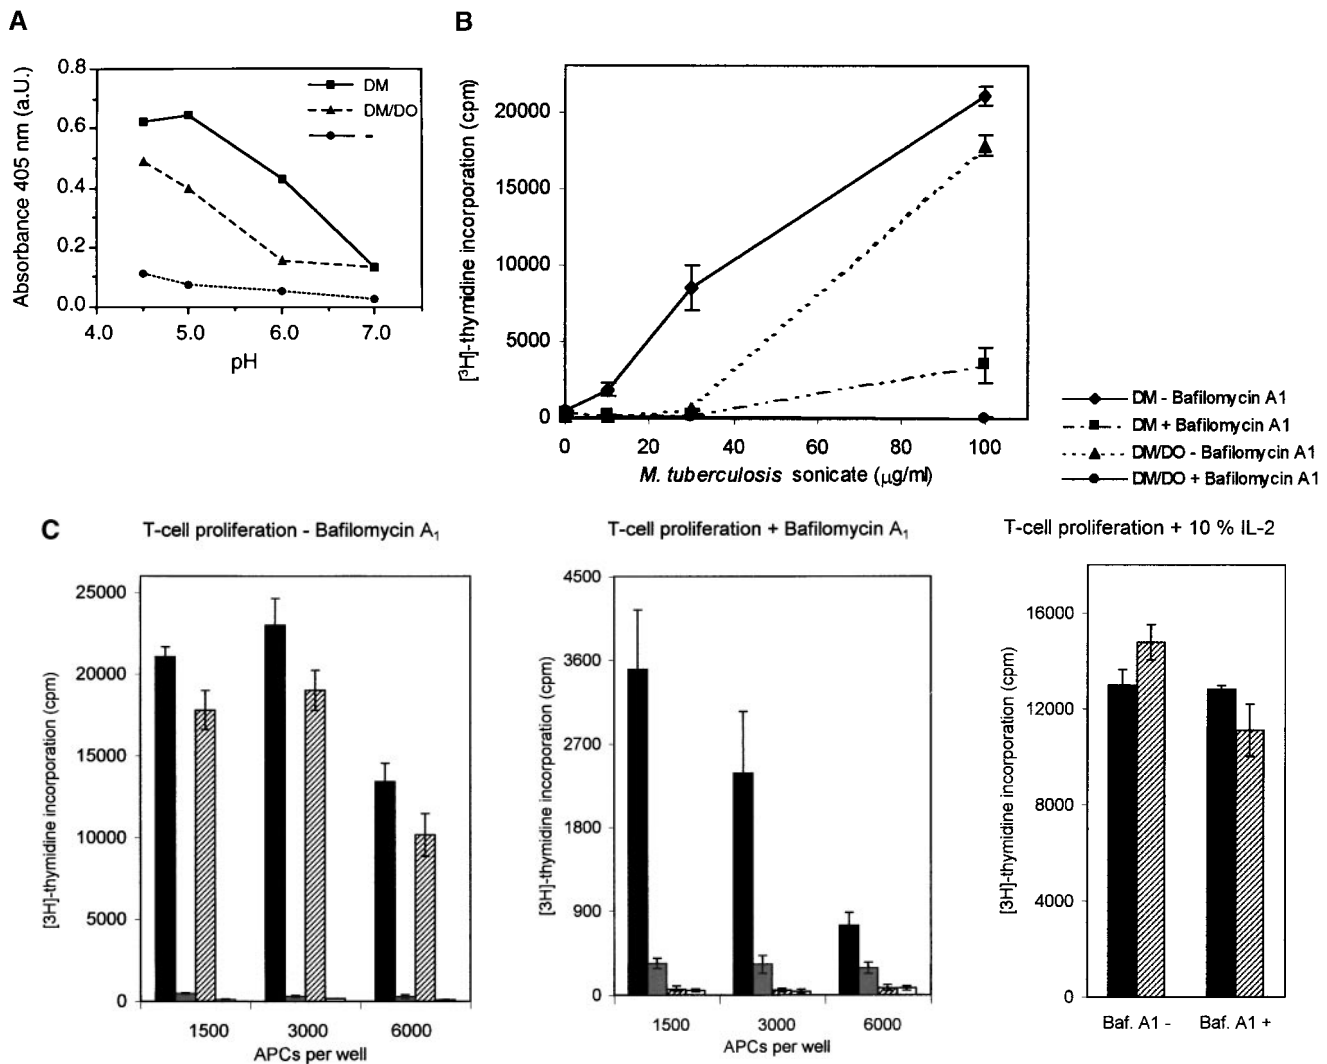 A
Absorbance 405 nm (a.U.)
0.8
0.6
0.4
0.2
0.0
4.0 5.0 6.0 7.0
pH
DM
DM/DO
-
B
[³H]-thymidine incorporation (cpm)
20000
15000
10000
5000
0
0 20 40 60 80 100
M. tuberculosis sonicate (µg/ml)
DM - Bafilomycin A1
DM + Bafilomycin A1
DM/DO - Bafilomycin A1
DM/DO + Bafilomycin A1
C
T-cell proliferation - Bafilomycin A₁
[3H]-thymidine incorporation (cpm)
25000
20000
15000
10000
5000
0
1500 3000 6000
APCs per well
T-cell proliferation + Bafilomycin A₁
[3H]-thymidine incorporation (cpm)
4500
3600
2700
1800
900
0
1500 3000 6000
APCs per well
T-cell proliferation + 10 % IL-2
[3H]-thymidine incorporation (cpm)
16000
12000
8000
4000
0
Baf. A1 - Baf. A1 +